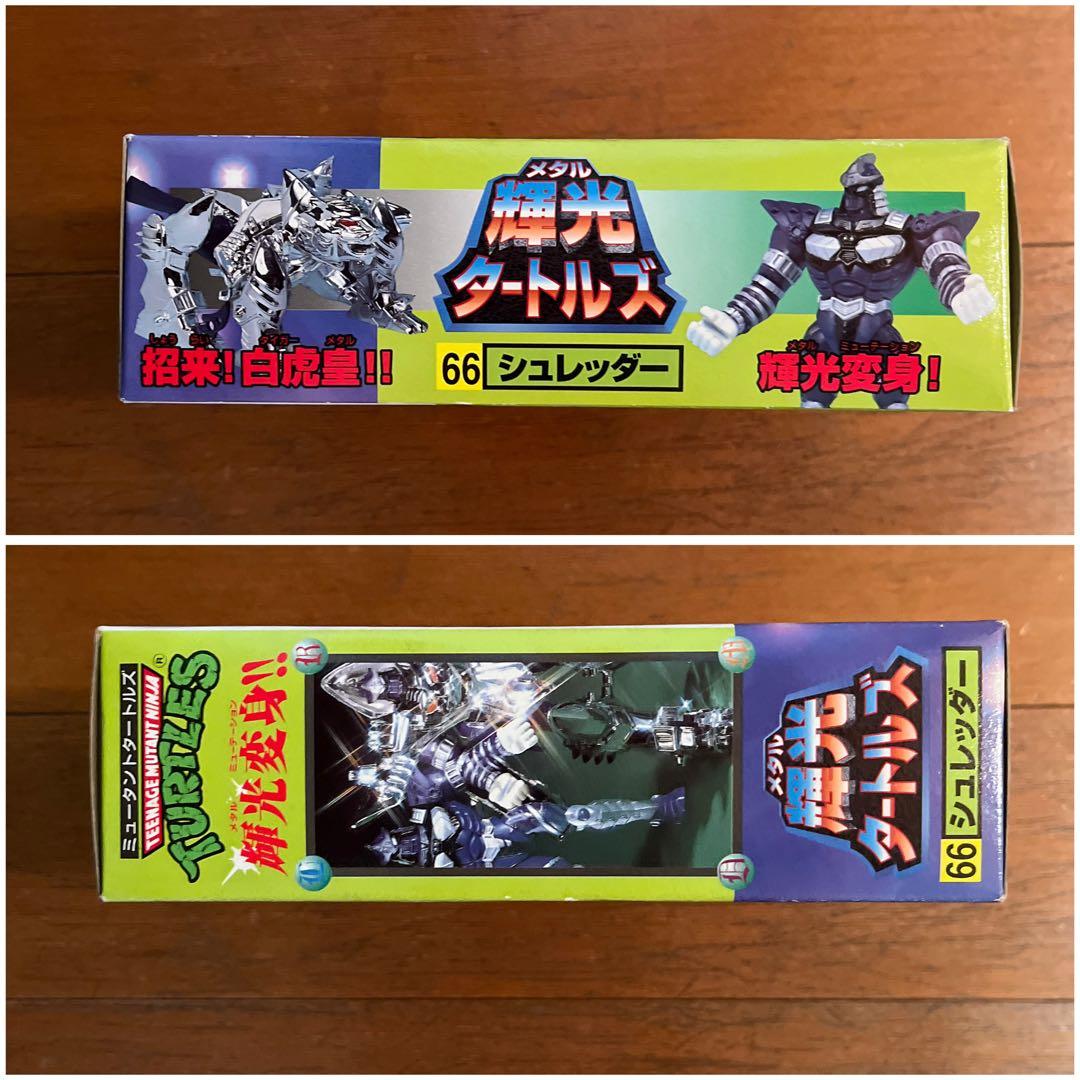 メタル
輝光
タートルズ
しょう らい タイガー メタル
招来!白虎皇!!
66 シュレッダー
メタル ミューテーション
輝光変身!
ミュータントタートルズ
TEENAGE MUTANT NINJA
TURTLES®
メタル ミューテーション
輝光変身!!
メタル
輝光
タートルズ
66 シュレッダー